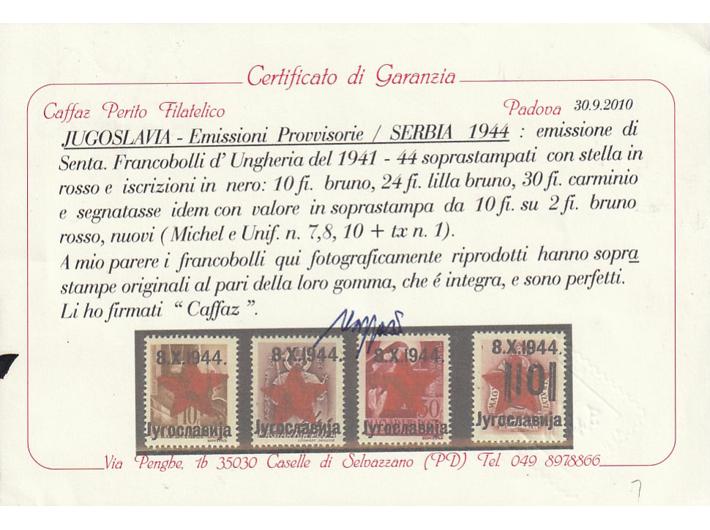 Certificato di Garanzia
Caffaz Perito Filatelico Padova 30.9.2010
JUGOSLAVIA - Emissioni Provvisorie / SERBIA 1944 : emissione di
Senta. Francobolli d' Ungheria del 1941 - 44 soprastampati con stella in
rosso e iscrizioni in nero: 10 fi. bruno, 24 fi. lilla bruno, 30 fi. carminio
e segnatasse idem con valore in soprastampa da 10 fi. su 2 fi. bruno
rosso, nuovi ( Michel e Unif. n. 7,8, 10 + tx n. 1).
A mio parere i francobolli qui fotograficamente riprodotti hanno sopra
stampe originali al pari della loro gomma, che é integra, e sono perfetti.
Li ho firmati “ Caffaz ”.
Caffaz
8.X.1944. 8.X.1944. 8.X.1944. 8.X.1944.
10 30 10
Југославија Југославија Југославија Југославија
Via Penghe, 1b 35030 Caselle di Selvazzano (PD) Tel. 049 8978866
7